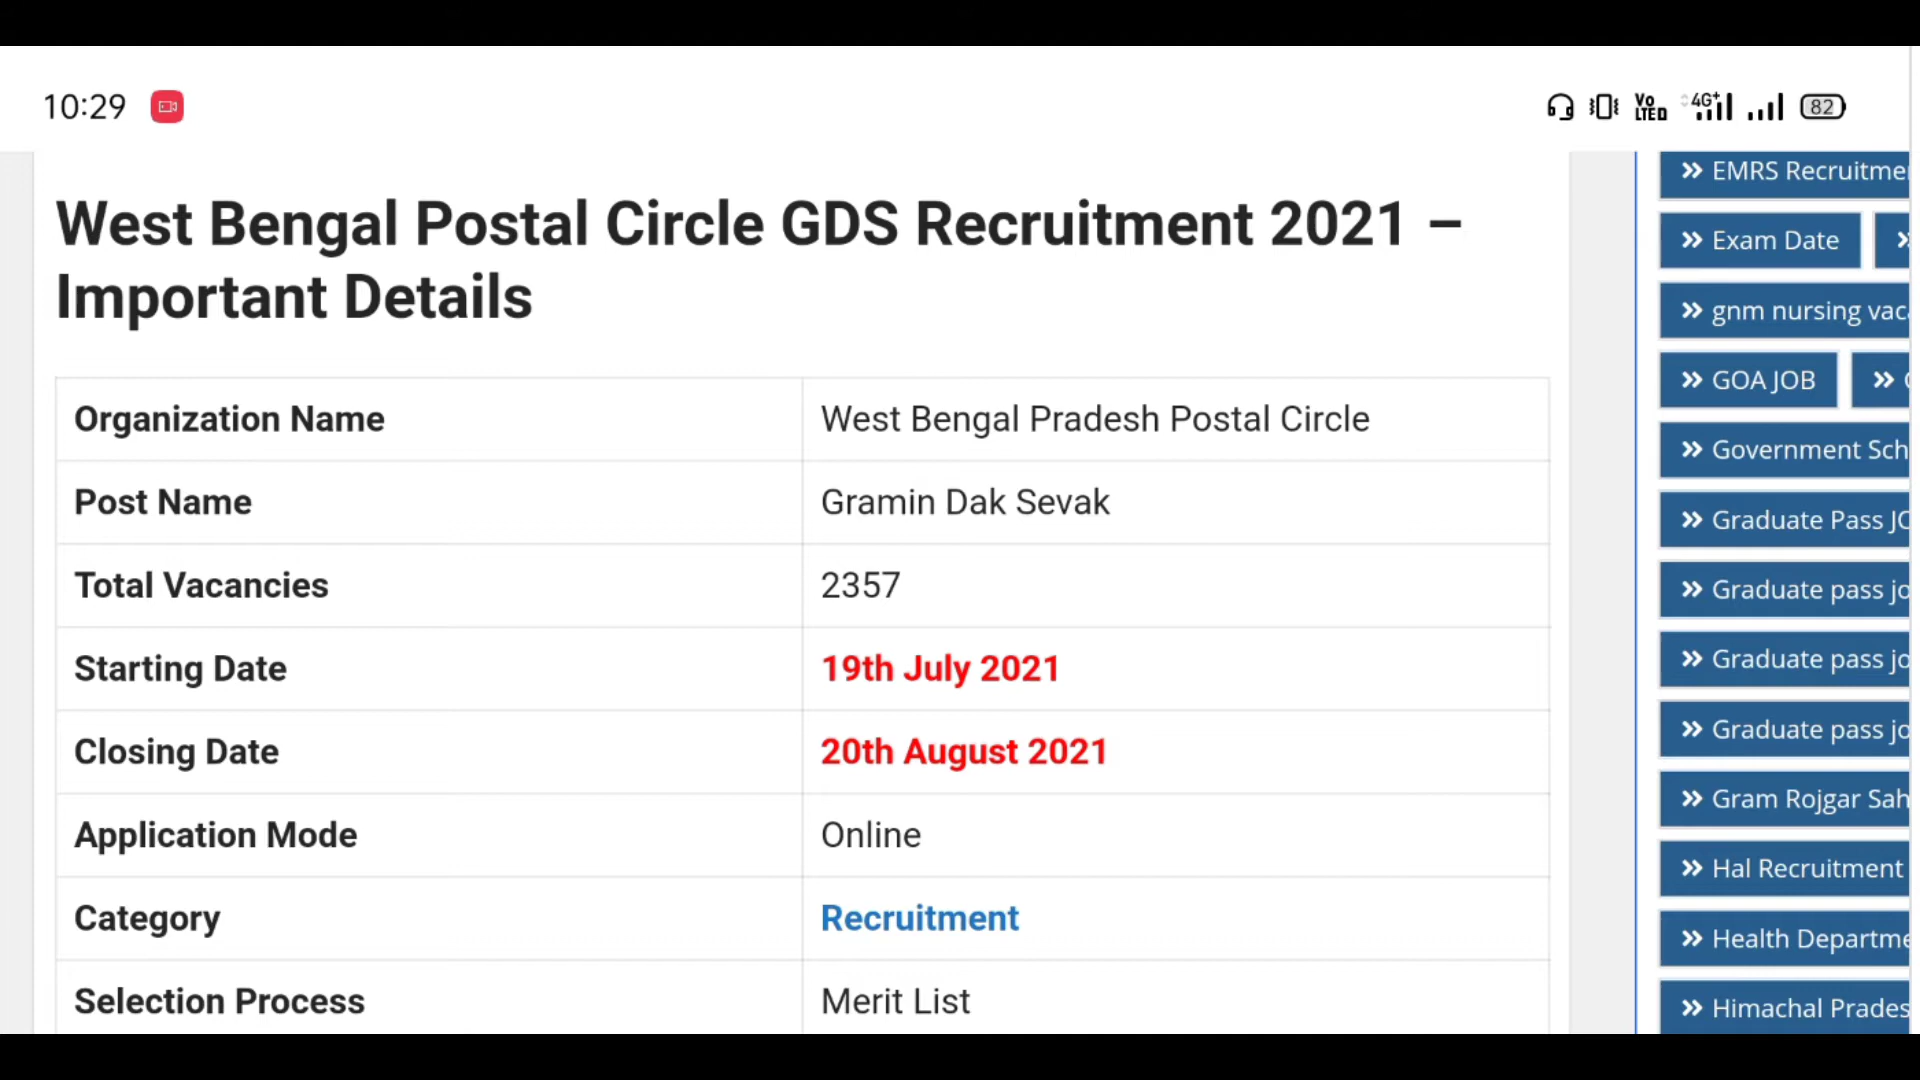 10:29
Vo LTE 4G+ 82
West Bengal Postal Circle GDS Recruitment 2021 –
Important Details
Organization Name West Bengal Pradesh Postal Circle
Post Name Gramin Dak Sevak
Total Vacancies 2357
Starting Date 19th July 2021
Closing Date 20th August 2021
Application Mode Online
Category Recruitment
Selection Process Merit List
» EMRS Recruitme
» Exam Date »
» gnm nursing vac
» GOA JOB »
» Government Sch
» Graduate Pass JO
» Graduate pass jo
» Graduate pass jo
» Graduate pass jo
» Gram Rojgar Sah
» Hal Recruitment
» Health Departme
» Himachal Prades